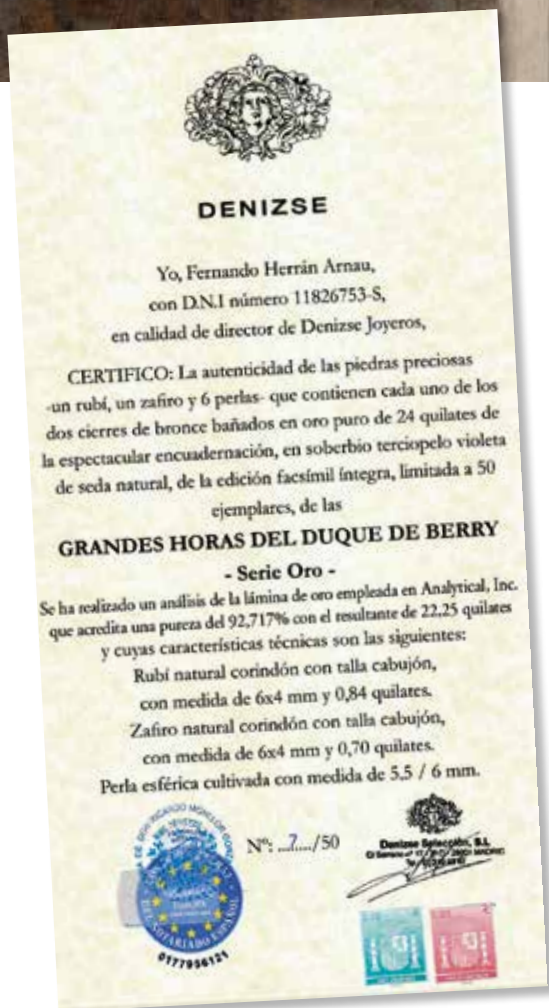 DENIZSE
Yo, Fernando Herrán Arnau,
con D.N.I número 11826753-S,
en calidad de director de Denizse Joyeros,
CERTIFICO: La autenticidad de las piedras preciosas
-un rubí, un zafiro y 6 perlas- que contienen cada uno de los
dos cierres de bronce bañados en oro puro de 24 quilates de
la espectacular encuadernación, en soberbio terciopelo violeta
de seda natural, de la edición facsímil íntegra, limitada a 50
ejemplares, de las
GRANDES HORAS DEL DUQUE DE BERRY
- Serie Oro -
Se ha realizado un análisis de la lámina de oro empleada en Analytical, Inc.
que acredita una pureza del 92,717% con el resultante de 22,25 quilates
y cuyas características técnicas son las siguientes:
Rubí natural corindón con talla cabujón,
con medida de 6x4 mm y 0,84 quilates.
Zafiro natural corindón con talla cabujón,
con medida de 6x4 mm y 0,70 quilates.
Perla esférica cultivada con medida de 5.5 / 6 mm.
Nº: ...7..../50
Denizse Selección, S.L.
MADRID
DEL NOTARIADO ESPAÑOL
0177956121